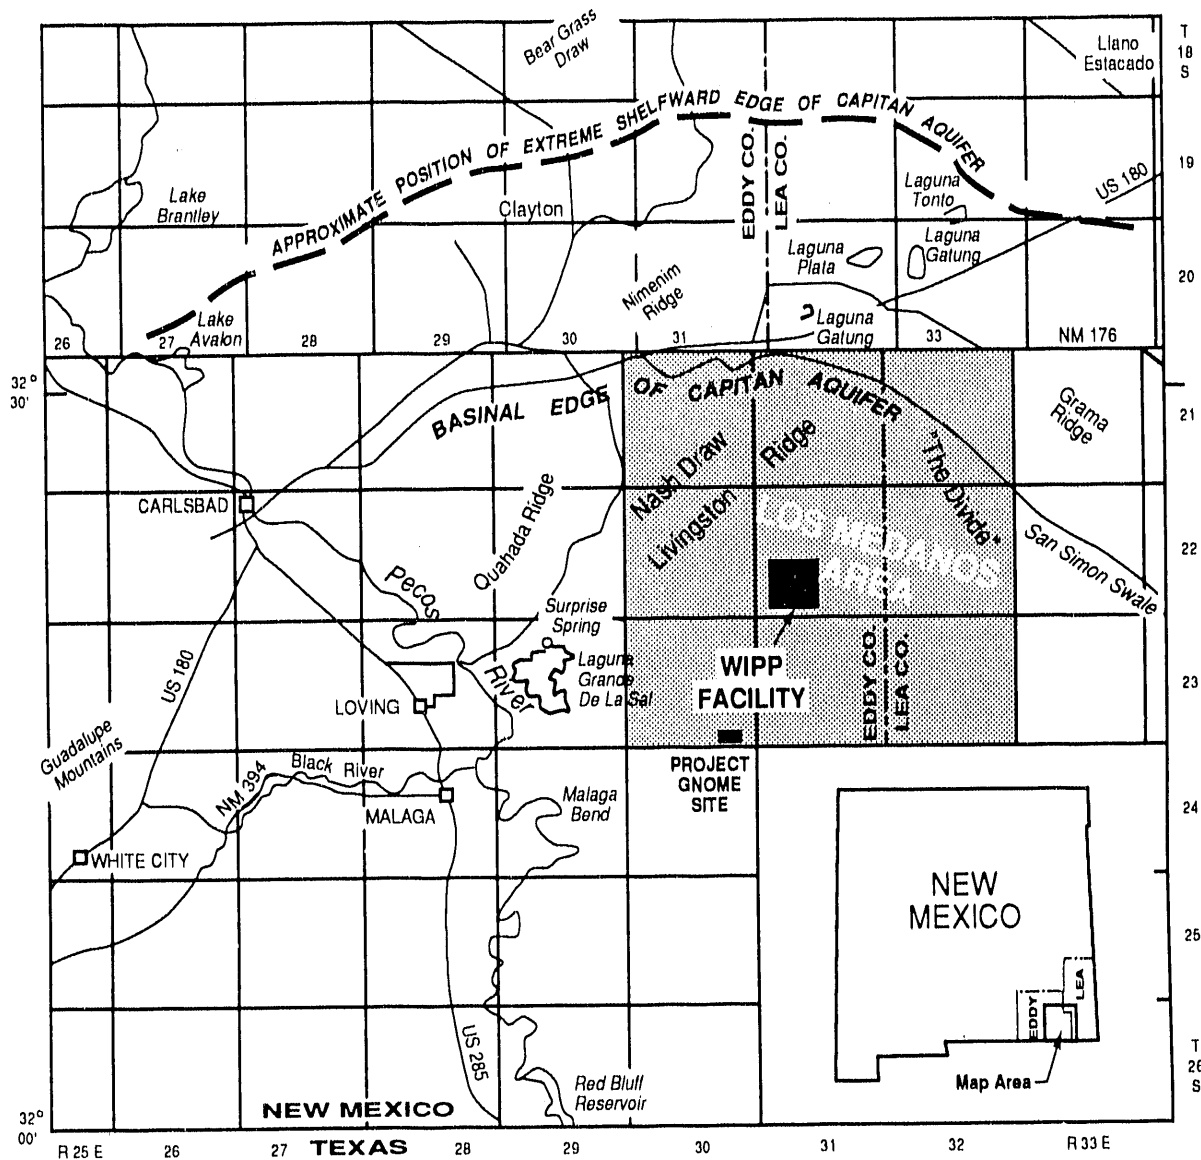 Bear Grass
Draw
Llano
Estacado
T
18
S
APPROXIMATE POSITION OF EXTREME SHELFWARD EDGE OF CAPITAN AQUIFER
EDDY CO.
LEA CO.
19
US 180
Lake
Brantley
Clayton
Laguna
Tonto
Laguna
Plata
Laguna
Gatung
20
Nimenim
Ridge
Lake
Avalon
Laguna
Gatung
26
27
28
29
30
31
33
NM 176
32°
30'
BASINAL EDGE OF CAPITAN AQUIFER
Grama
Ridge
21
Nash Draw
Livingston Ridge
"The Divide"
CARLSBAD
Quahada Ridge
LOS MEDANOS
AREA
San Simon Swale
22
Pecos River
Surprise
Spring
Laguna
Grande
De La Sal
WIPP
FACILITY
EDDY CO.
LEA CO.
23
US 180
LOVING
Guadalupe
Mountains
NM 394
Black River
PROJECT
GNOME
SITE
MALAGA
Malaga
Bend
24
WHITE CITY
NEW
MEXICO
25
EDDY
LEA
Map Area
T
26
S
US 285
Red Bluff
Reservoir
32°
00'
NEW MEXICO
TEXAS
R 25 E
26
27
28
29
30
31
32
R 33 E